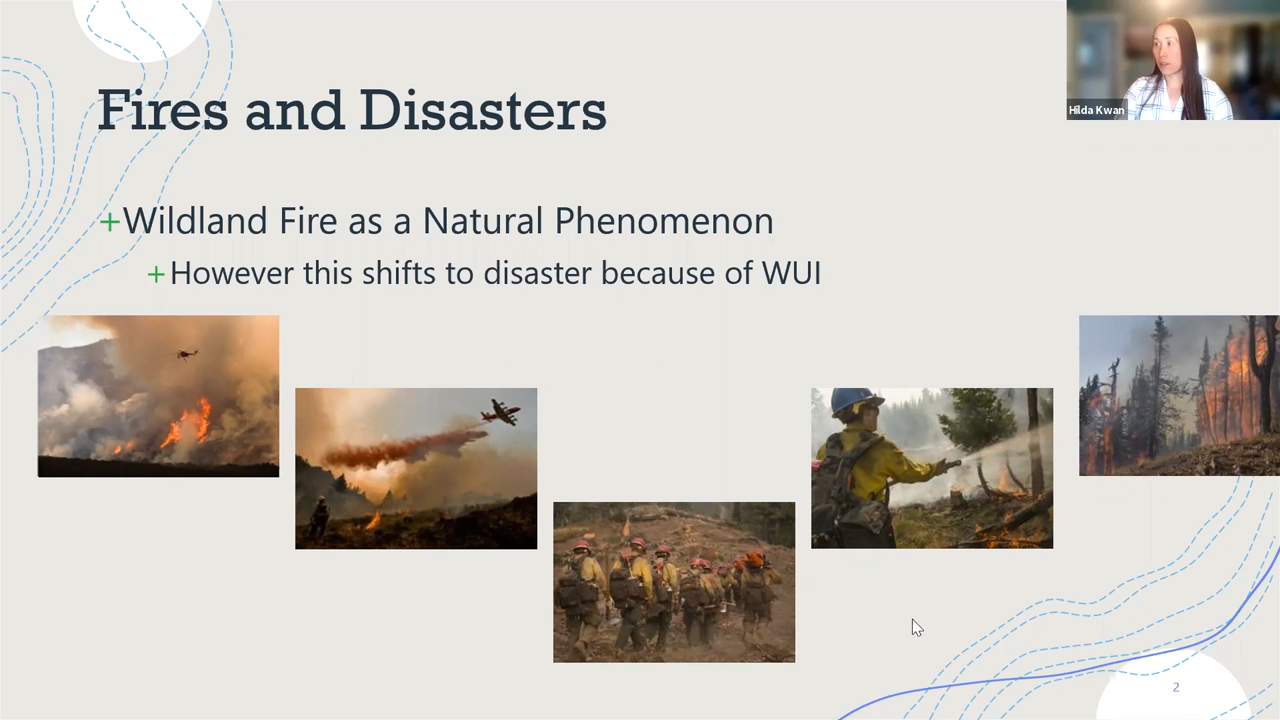 Hilda Kwan
Fires and Disasters
+Wildland Fire as a Natural Phenomenon
+However this shifts to disaster because of WUI
2